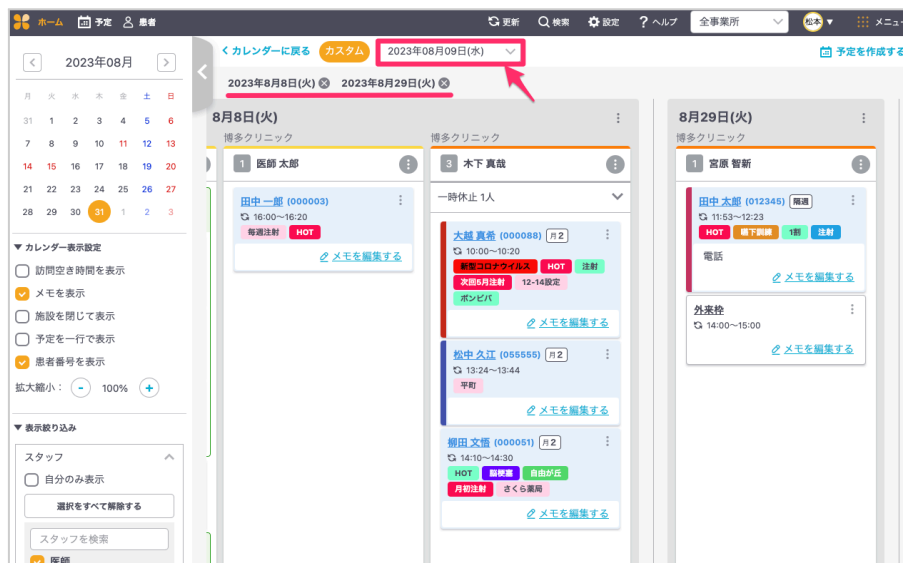 ホーム 予定 患者 更新 検索 設定 ? ヘルプ 全事業所 松本 ▼ メニュー
2023年08月
月 火 水 木 金 土 日
31 1 2 3 4 5 6
7 8 9 10 11 12 13
14 15 16 17 18 19 20
21 22 23 24 25 26 27
28 29 30 31 1 2 3
▼ カレンダー表示設定
訪問空き時間を表示
メモを表示
施設を閉じて表示
予定を一行で表示
患者番号を表示
拡大縮小： - 100% +
▼ 表示絞り込み
スタッフ
自分のみ表示
選択をすべて解除する
スタッフを検索
医師
カレンダーに戻る カスタム 2023年08月09日(水) 予定を作成する
2023年8月8日(火) 2023年8月29日(火)
8月8日(火)
博多クリニック 博多クリニック
1 医師 太郎
田中 一郎 (000003)
16:00〜16:20
毎週注射 HOT
メモを編集する
3 木下 真哉
一時休止 1人
大越 真希 (000088) 月2
10:00〜10:20
新型コロナウイルス HOT 注射
次回5月注射 12-14設定
ボンビバ
メモを編集する
松中 久江 (055555) 月2
13:24〜13:44
平町
メモを編集する
柳田 文悟 (000051) 月2
14:10〜14:30
HOT 脳梗塞 自由が丘
月初注射 さくら薬局
メモを編集する
8月29日(火)
博多クリニック
1 宮原 智新
田中 太郎 (012345) 隔週
11:53〜12:23
HOT 嚥下訓練 1割 注射
電話
メモを編集する
外来枠
14:00〜15:00
メモを編集する